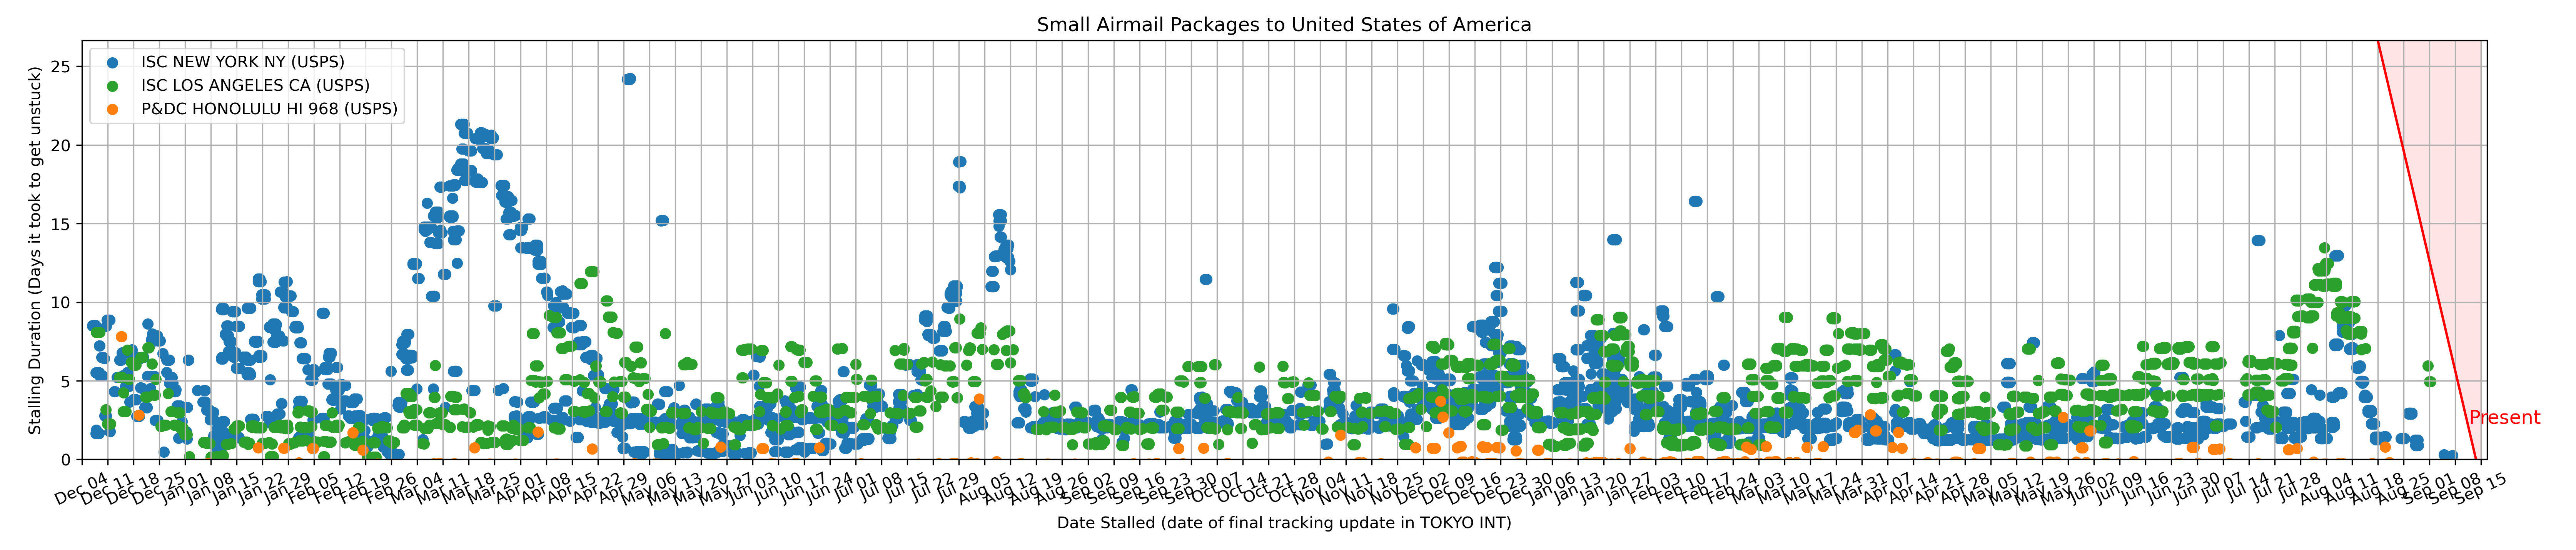 Small Airmail Packages to United States of America
ISC NEW YORK NY (USPS)
ISC LOS ANGELES CA (USPS)
P&DC HONOLULU HI 968 (USPS)
Stalling Duration (Days it took to get unstuck)
25
20
15
10
5
0
Present
Dec 04 Dec 11 Dec 18 Dec 25 Jan 01 Jan 08 Jan 15 Jan 22 Jan 29 Feb 05 Feb 12 Feb 19 Feb 26 Mar 04 Mar 11 Mar 18 Mar 25 Apr 01 Apr 08 Apr 15 Apr 22 Apr 29 May 06 May 13 May 20 May 27 Jun 03 Jun 10 Jun 17 Jun 24 Jul 01 Jul 08 Jul 15 Jul 22 Jul 29 Aug 05 Aug 12 Aug 19 Aug 26 Sep 02 Sep 09 Sep 16 Sep 23 Sep 30 Oct 07 Oct 14 Oct 21 Oct 28 Nov 04 Nov 11 Nov 18 Nov 25 Dec 02 Dec 09 Dec 16 Dec 23 Dec 30 Jan 06 Jan 13 Jan 20 Jan 27 Feb 03 Feb 10 Feb 17 Feb 24 Mar 03 Mar 10 Mar 17 Mar 24 Mar 31 Apr 07 Apr 14 Apr 21 Apr 28 May 05 May 12 May 19 May 26 Jun 02 Jun 09 Jun 16 Jun 23 Jun 30 Jul 07 Jul 14 Jul 21 Jul 28 Aug 04 Aug 11 Aug 18 Aug 25 Sep 01 Sep 08 Sep 15
Date Stalled (date of final tracking update in TOKYO INT)